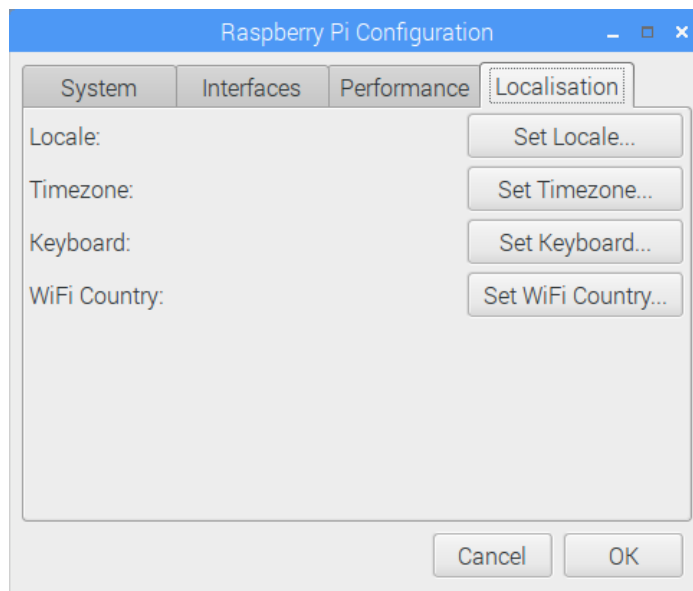 Raspberry Pi Configuration
System Interfaces Performance Localisation
Locale: Set Locale...
Timezone: Set Timezone...
Keyboard: Set Keyboard...
WiFi Country: Set WiFi Country...
Cancel OK